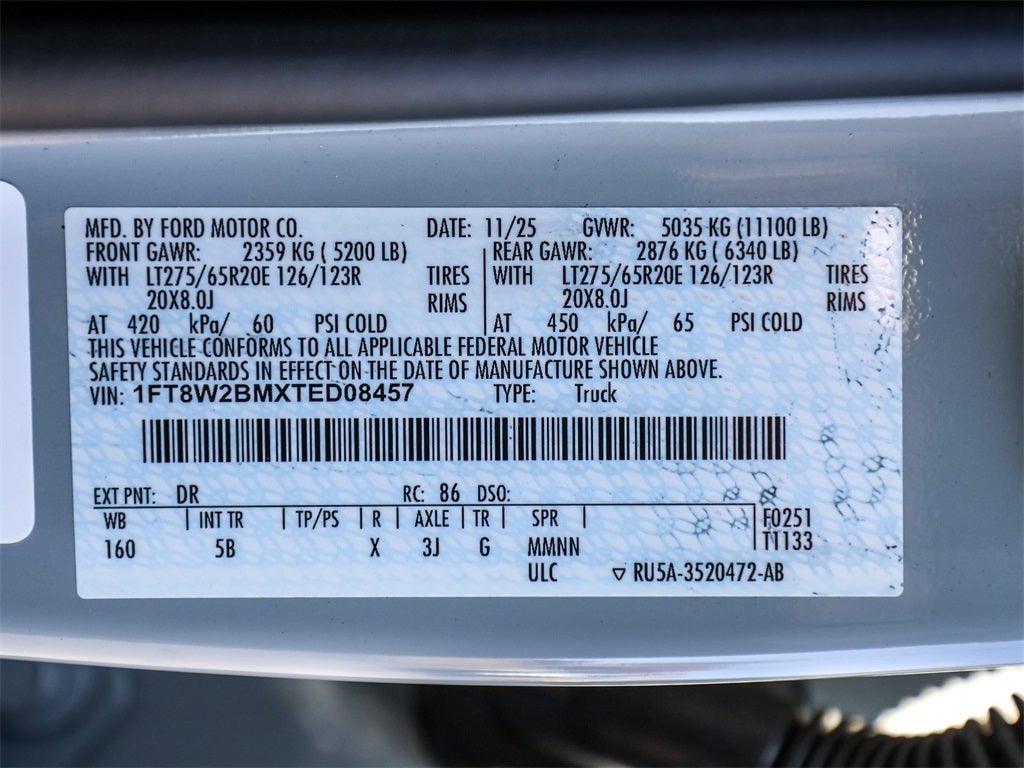 MFD. BY FORD MOTOR CO. DATE: 11/25 GVWR: 5035 KG (11100 LB)
FRONT GAWR: 2359 KG ( 5200 LB) REAR GAWR: 2876 KG ( 6340 LB)
WITH LT275/65R20E 126/123R TIRES WITH LT275/65R20E 126/123R TIRES
20X8.0J RIMS 20X8.0J RIMS
AT 420 kPa/ 60 PSI COLD AT 450 kPa/ 65 PSI COLD
THIS VEHICLE CONFORMS TO ALL APPLICABLE FEDERAL MOTOR VEHICLE
SAFETY STANDARDS IN EFFECT ON THE DATE OF MANUFACTURE SHOWN ABOVE.
VIN: 1FT8W2BMXTED08457 TYPE: Truck
EXT PNT: DR RC: 86 DSO:
WB INT TR TP/PS R AXLE TR SPR F0251
160 5B X 3J G MMNN T1133
ULC ▽ RU5A-3520472-AB